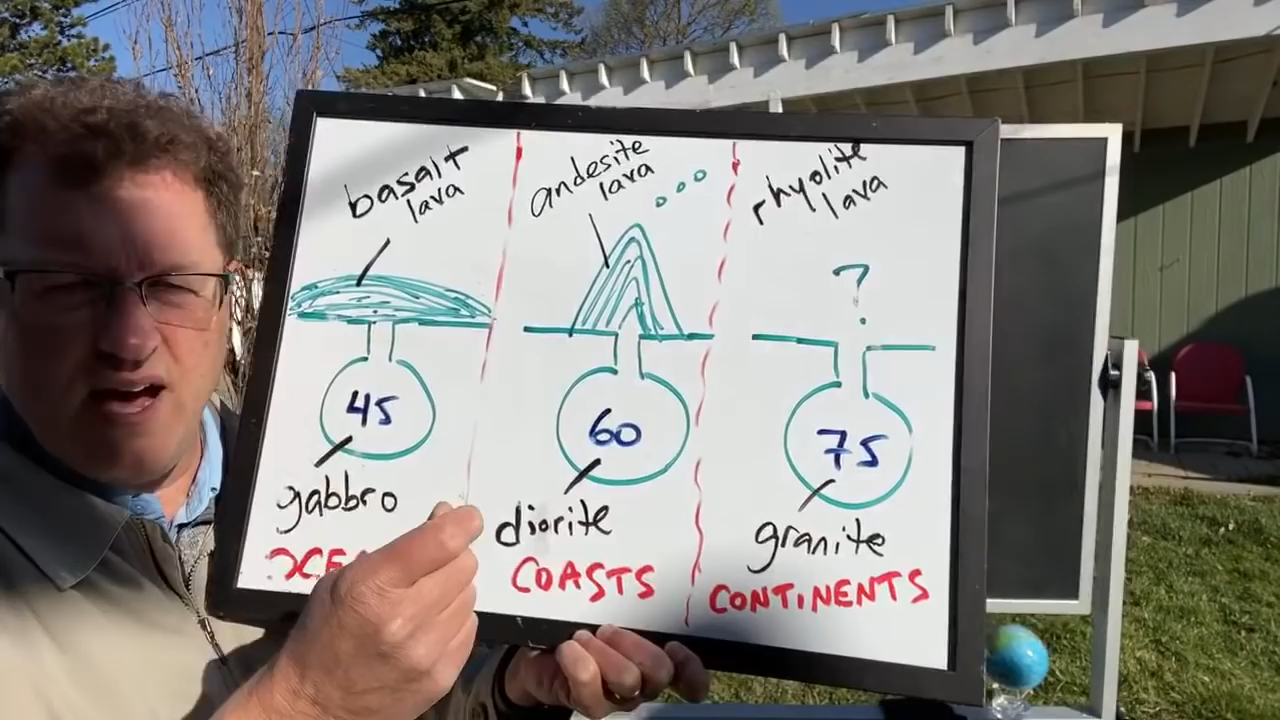 basalt
lava
andesite
lava
rhyolite
lava
?
45
60
75
gabbro
diorite
granite
COASTS
CONTINENTS